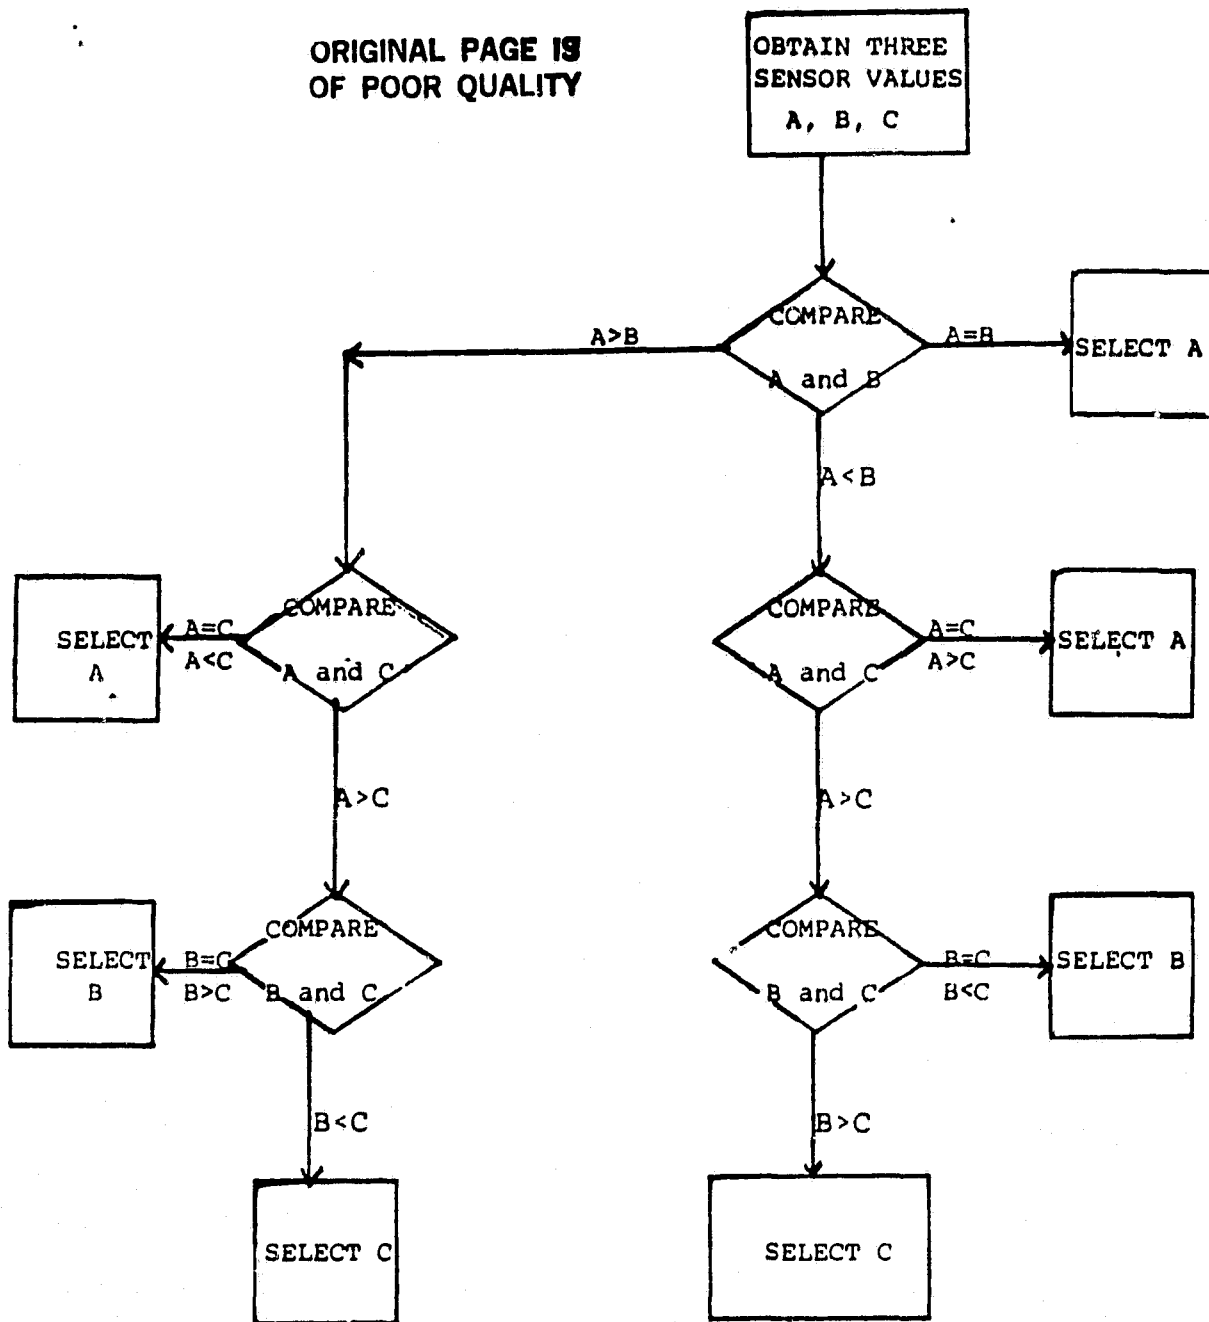 ORIGINAL PAGE IS
OF POOR QUALITY
OBTAIN THREE
SENSOR VALUES
A, B, C
COMPARE
A and B
A>B
A=B
SELECT A
A<B
COMPARE
A and C
A=C
A<C
SELECT
A
COMPARE
A and C
A=C
A>C
SELECT A
A>C
A>C
COMPARE
B and C
B=C
B>C
SELECT
B
COMPARE
B and C
B=C
B<C
SELECT B
B<C
B>C
SELECT C
SELECT C